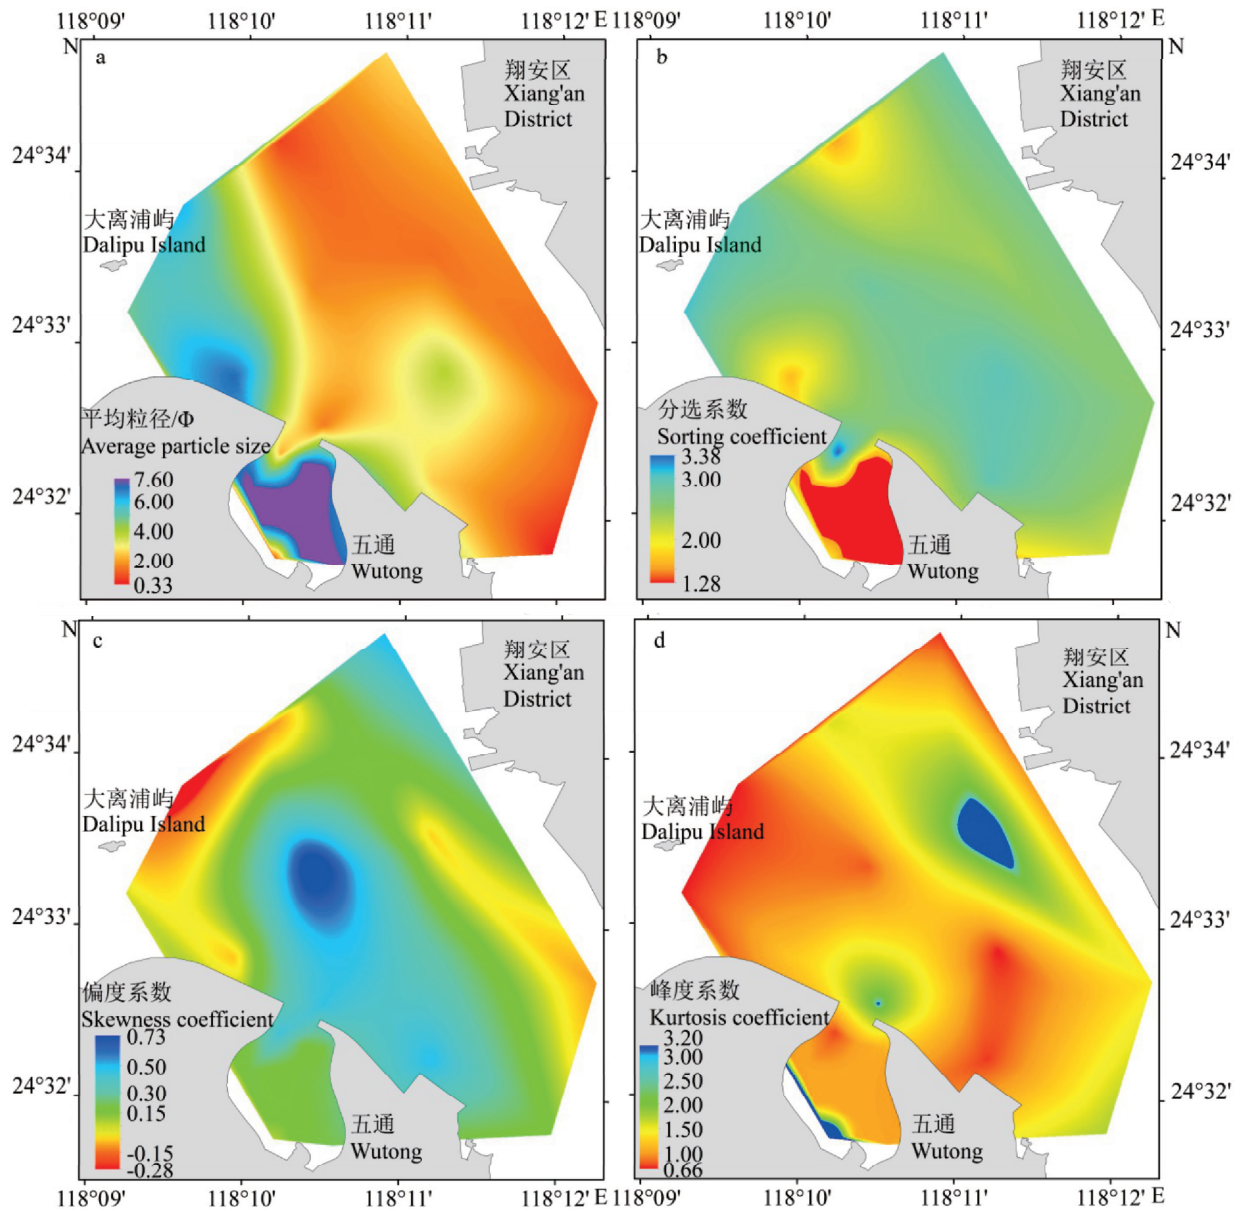 118°09' 118°10' 118°11' 118°12' E
118°09' 118°10' 118°11' 118°12' E
N
a
翔安区
Xiang'an
District
24°34'
大离浦屿
Dalipu Island
24°33'
平均粒径/Φ
Average particle size
7.60
6.00
4.00
2.00
0.33
24°32'
五通
Wutong
N
b
翔安区
Xiang'an
District
24°34'
大离浦屿
Dalipu Island
24°33'
分选系数
Sorting coefficient
3.38
3.00
2.00
1.28
24°32'
五通
Wutong
N
c
翔安区
Xiang'an
District
24°34'
大离浦屿
Dalipu Island
24°33'
偏度系数
Skewness coefficient
0.73
0.50
0.30
0.15
-0.15
-0.28
24°32'
五通
Wutong
118°09' 118°10' 118°11' 118°12' E
N
d
翔安区
Xiang'an
District
24°34'
大离浦屿
Dalipu Island
24°33'
峰度系数
Kurtosis coefficient
3.20
3.00
2.50
2.00
1.50
1.00
0.66
24°32'
五通
Wutong
118°09' 118°10' 118°11' 118°12' E